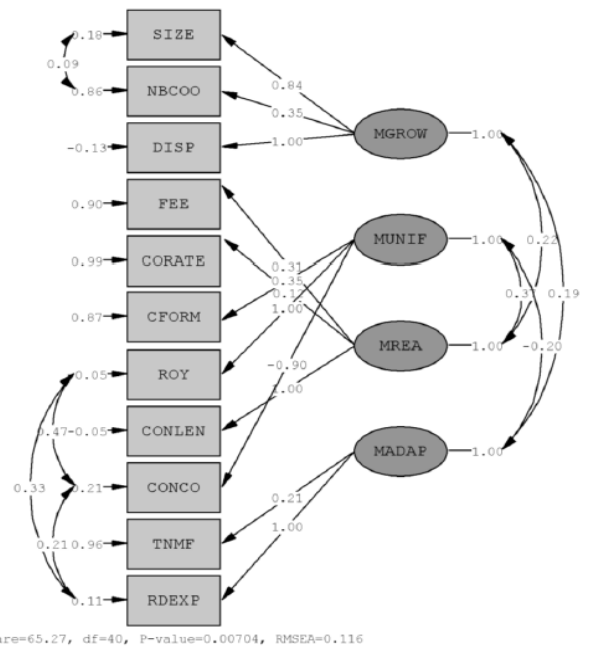 0.18 SIZE
0.09
0.86 NBCOO
0.84
0.35
-0.13 DISP
1.00
MGROW 1.00
0.90 FEE
MUNIF 1.00
0.22
0.99 CORATE
0.31
0.35
1.00
0.87 CFORM
0.19
MREA 1.00
-0.20
0.05 ROY
-0.90
1.00
0.47 -0.05 CONLEN
MADAP 1.00
0.33
0.21 CONCO
0.21
0.21 0.96 TNMF
1.00
0.11 RDEXP
are=65.27, df=40, P-value=0.00704, RMSEA=0.116